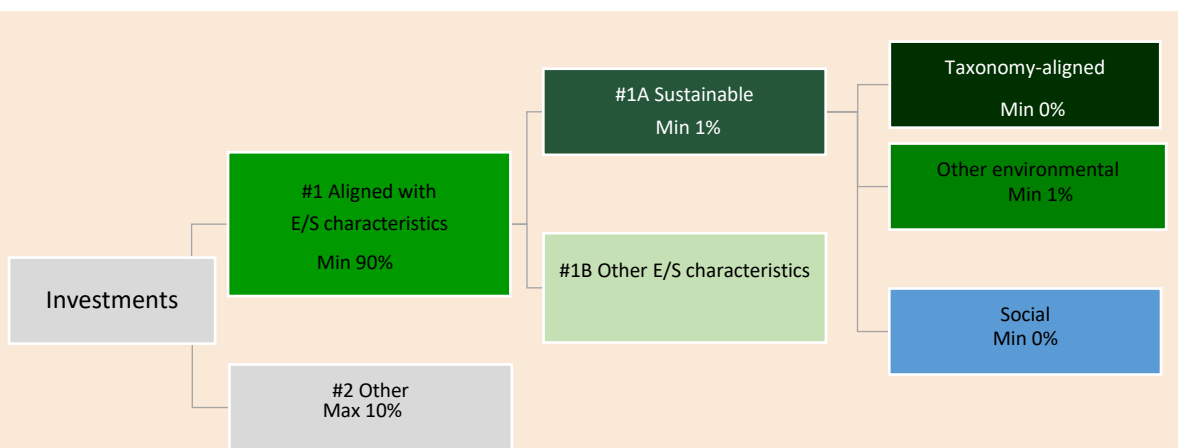 Investments
#1 Aligned with
E/S characteristics
Min 90%
#2 Other
Max 10%
#1A Sustainable
Min 1%
#1B Other E/S characteristics
Taxonomy-aligned
Min 0%
Other environmental
Min 1%
Social
Min 0%